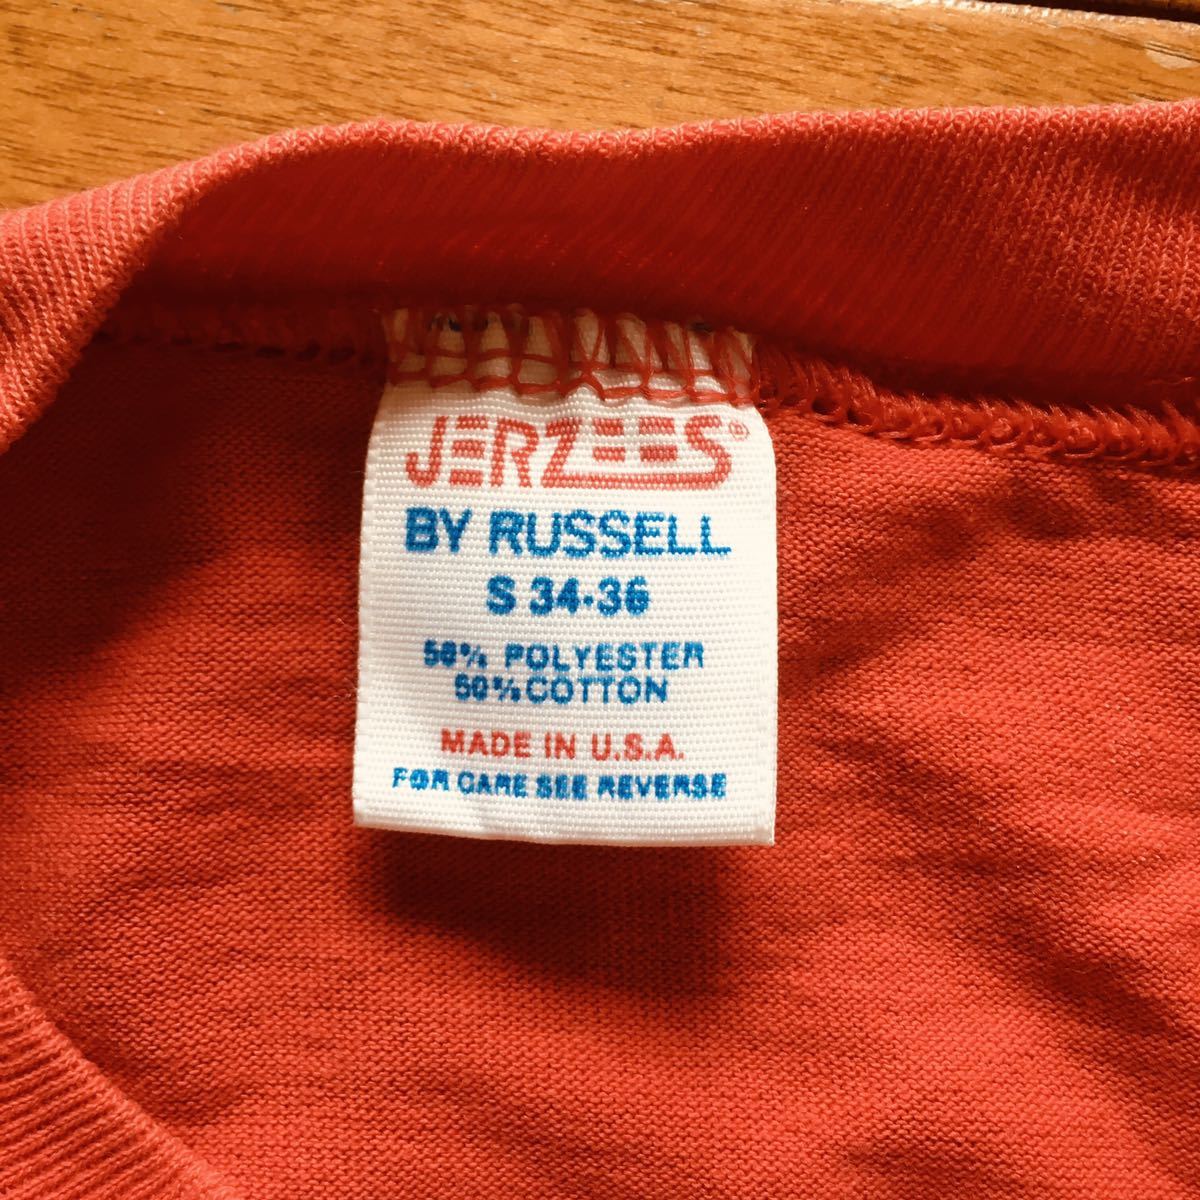 JERZEES®
BY RUSSELL
S 34-36
50% POLYESTER
50% COTTON
MADE IN U.S.A.
FOR CARE SEE REVERSE